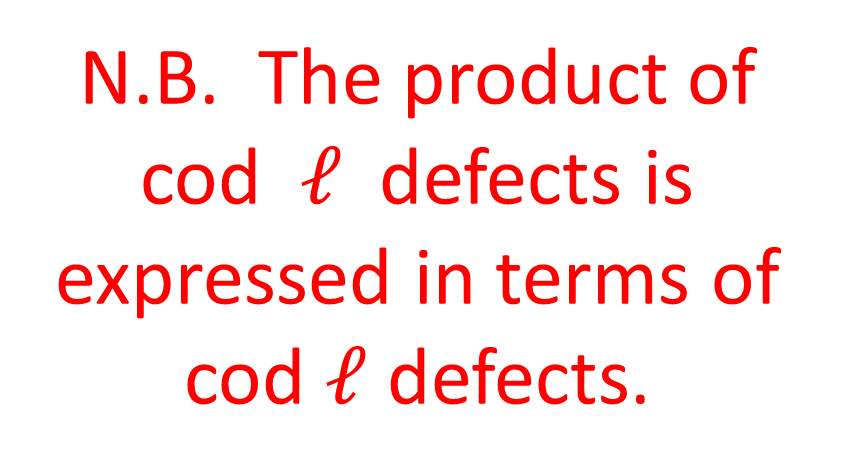 N.B. The product of
cod ℓ defects is
expressed in terms of
cod ℓ defects.